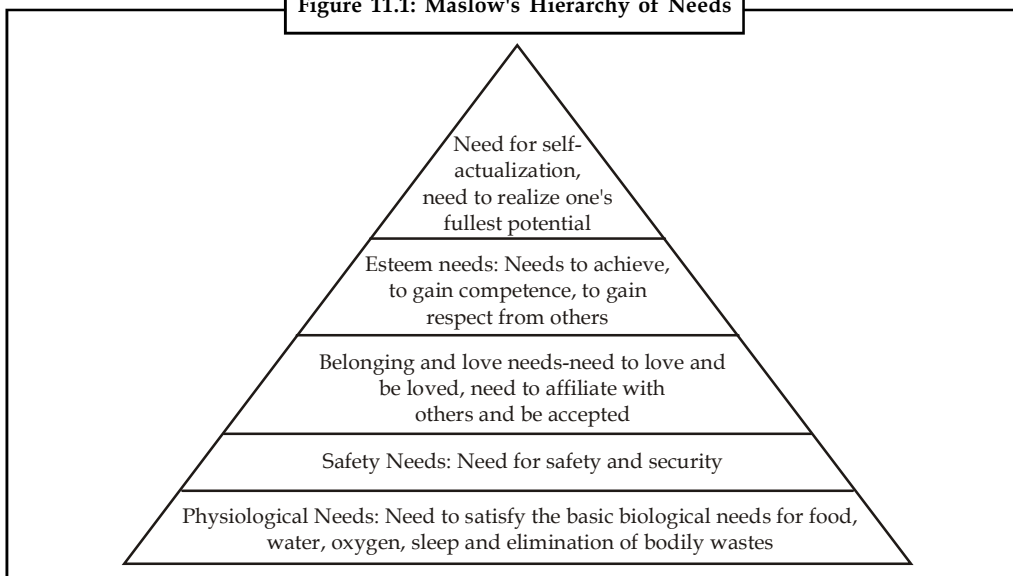 Figure 11.1: Maslow's Hierarchy of Needs
Need for self-
actualization,
need to realize one's
fullest potential
Esteem needs: Needs to achieve,
to gain competence, to gain
respect from others
Belonging and love needs-need to love and
be loved, need to affiliate with
others and be accepted
Safety Needs: Need for safety and security
Physiological Needs: Need to satisfy the basic biological needs for food,
water, oxygen, sleep and elimination of bodily wastes